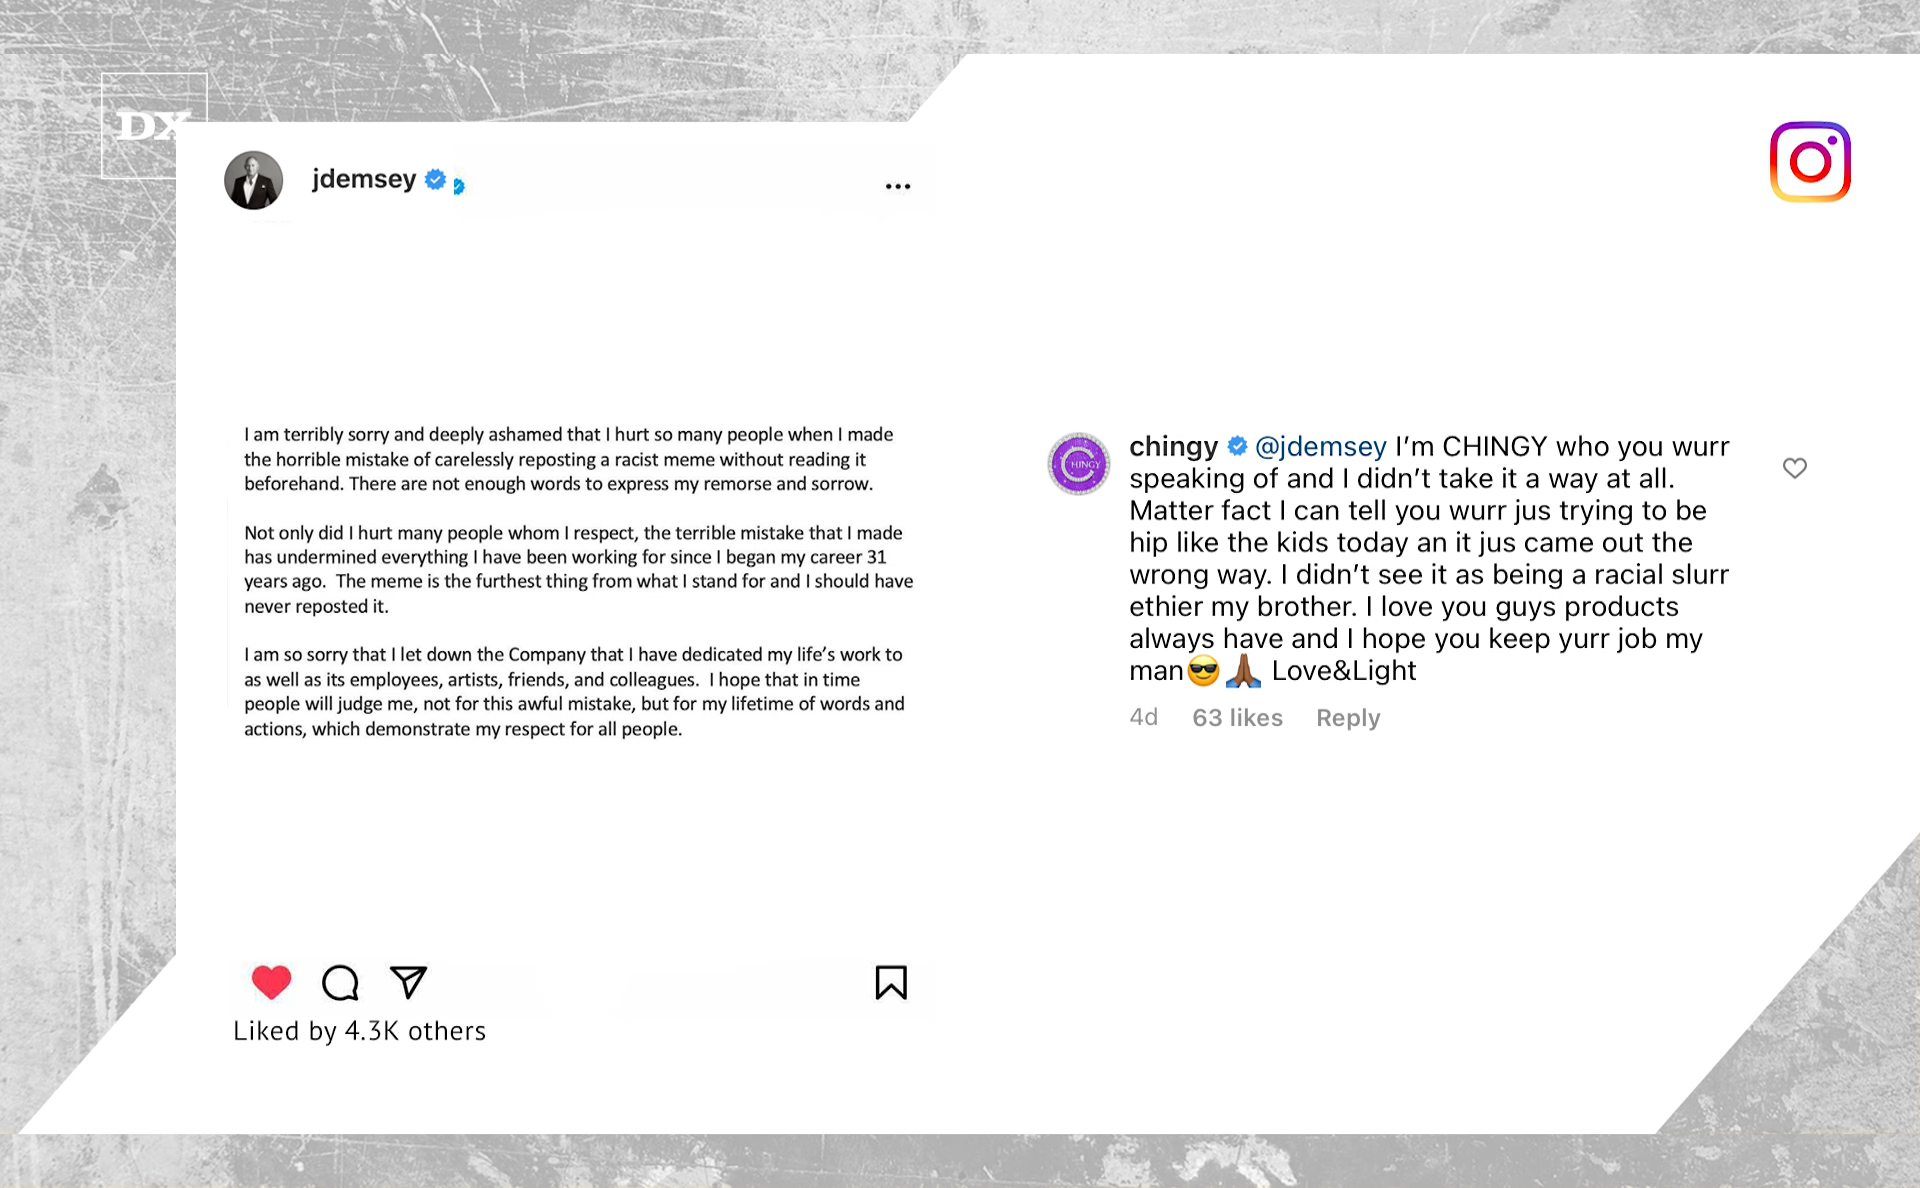 DX
jdemsey
I am terribly sorry and deeply ashamed that I hurt so many people when I made
the horrible mistake of carelessly reposting a racist meme without reading it
beforehand. There are not enough words to express my remorse and sorrow.
Not only did I hurt many people whom I respect, the terrible mistake that I made
has undermined everything I have been working for since I began my career 31
years ago.  The meme is the furthest thing from what I stand for and I should have
never reposted it.
I am so sorry that I let down the Company that I have dedicated my life’s work to
as well as its employees, artists, friends, and colleagues.  I hope that in time
people will judge me, not for this awful mistake, but for my lifetime of words and
actions, which demonstrate my respect for all people.
Liked by 4.3K others
CHINGY
chingy @jdemsey I’m CHINGY who you wurr
speaking of and I didn’t take it a way at all.
Matter fact I can tell you wurr jus trying to be
hip like the kids today an it jus came out the
wrong way. I didn’t see it as being a racial slurr
ethier my brother. I love you guys products
always have and I hope you keep yurr job my
man😎🙏🏾 Love&Light
4d 63 likes Reply